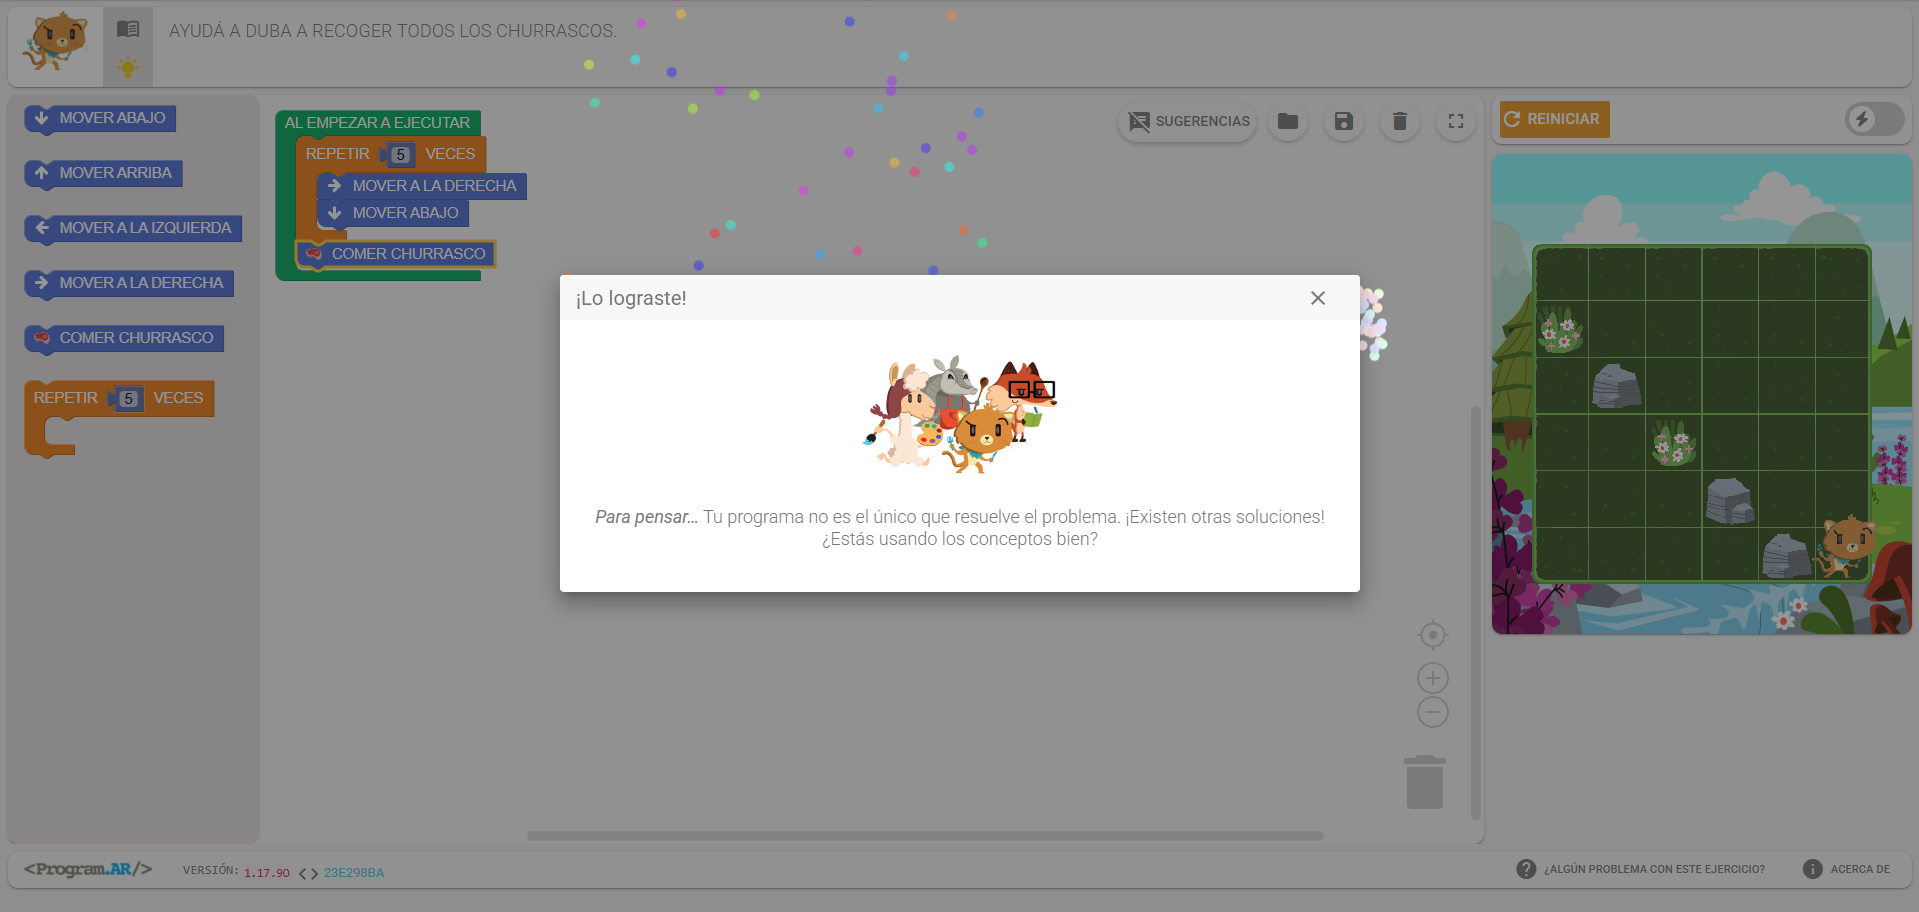 AYUDÁ A DUBA A RECOGER TODOS LOS CHURRASCOS.
MOVER ABAJO
MOVER ARRIBA
MOVER A LA IZQUIERDA
MOVER A LA DERECHA
COMER CHURRASCO
REPETIR 5 VECES
AL EMPEZAR A EJECUTAR
REPETIR 5 VECES
MOVER A LA DERECHA
MOVER ABAJO
COMER CHURRASCO
SUGERENCIAS
REINICIAR
¡Lo lograste!
Para pensar... Tu programa no es el único que resuelve el problema. ¡Existen otras soluciones!
¿Estás usando los conceptos bien?
<Program.AR/> VERSIÓN: 1.17.90 <> 23E298BA
¿ALGÚN PROBLEMA CON ESTE EJERCICIO? ACERCA DE